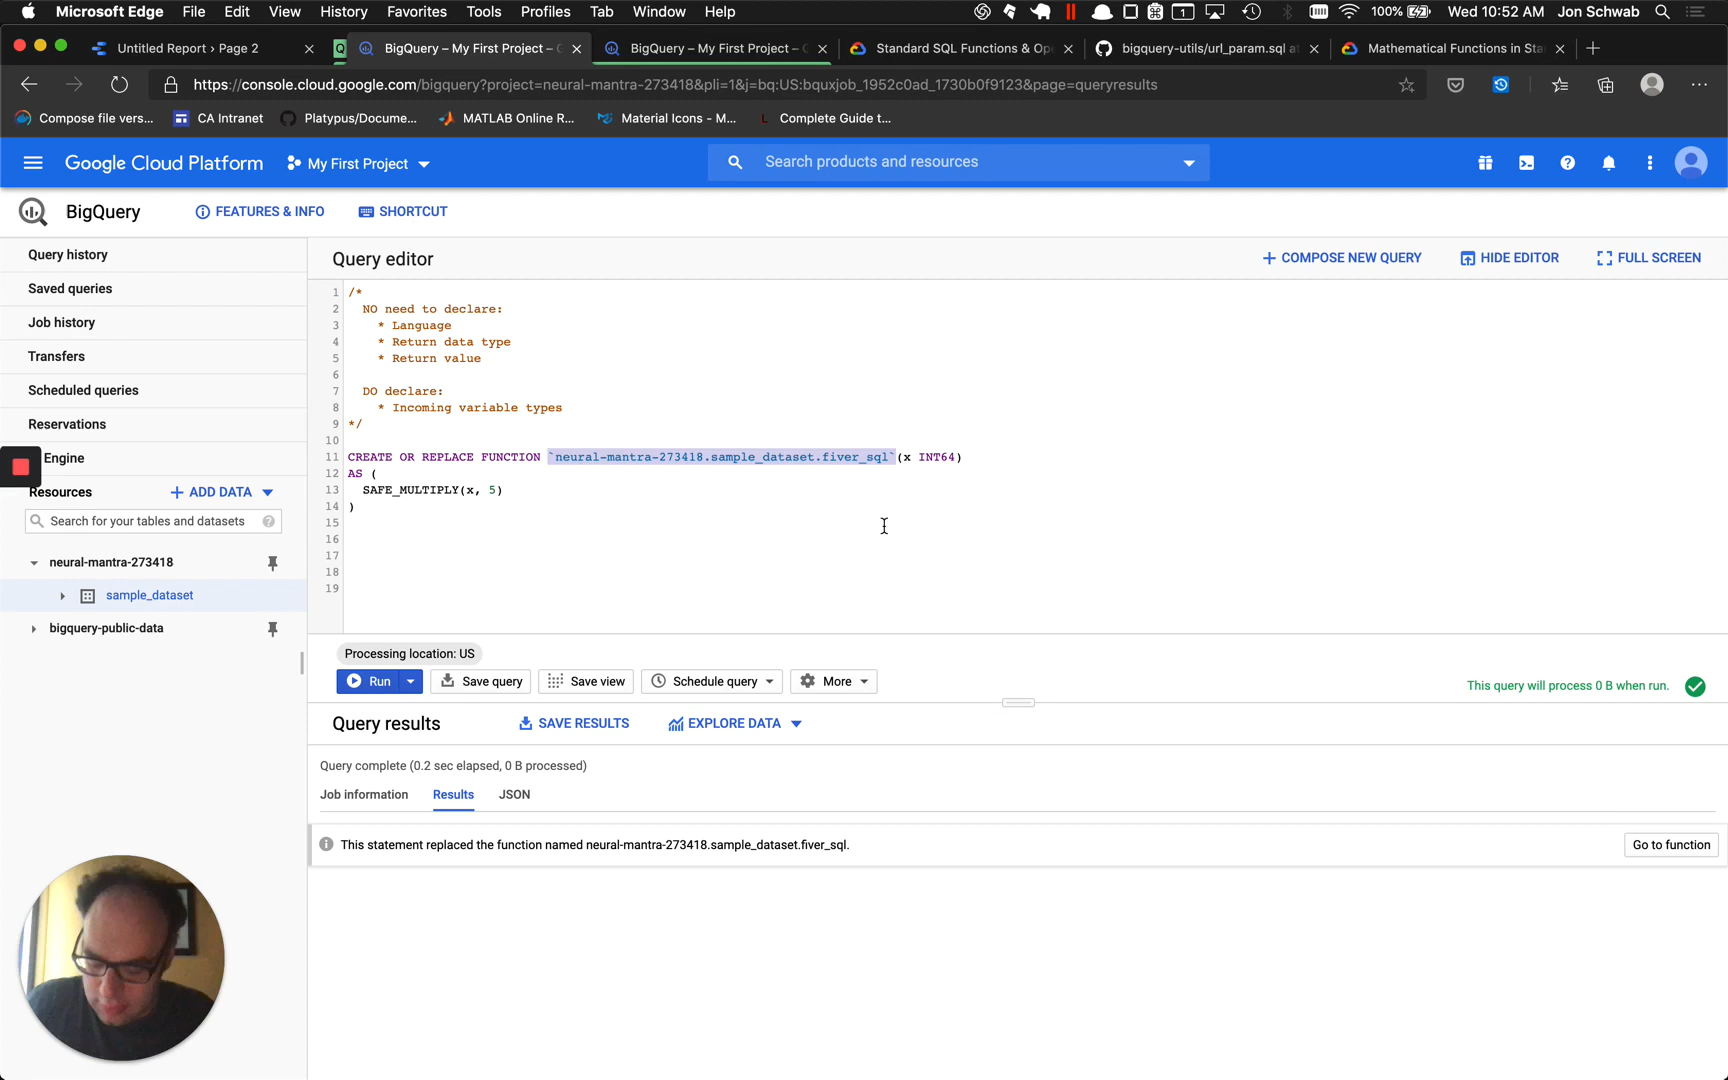 Microsoft Edge File Edit View History Favorites Tools Profiles Tab Window Help 1 100% Wed 10:52 AM Jon Schwab
Untitled Report › Page 2
Q
BigQuery – My First Project –
BigQuery – My First Project –
Standard SQL Functions & Op
bigquery-utils/url_param.sql at
Mathematical Functions in Sta
https://console.cloud.google.com/bigquery?project=neural-mantra-273418&pli=1&j=bq:US:bquxjob_1952c0ad_1730b0f9123&page=queryresults
Compose file vers... CA Intranet Platypus/Docume... MATLAB Online R... Material Icons - M... L Complete Guide t...
Google Cloud Platform My First Project Search products and resources
BigQuery FEATURES & INFO SHORTCUT
Query history
Saved queries
Job history
Transfers
Scheduled queries
Reservations
Engine
Resources + ADD DATA
Search for your tables and datasets
neural-mantra-273418
sample_dataset
bigquery-public-data
Query editor + COMPOSE NEW QUERY HIDE EDITOR FULL SCREEN
1 /*
2 NO need to declare:
3 * Language
4 * Return data type
5 * Return value
6
7 DO declare:
8 * Incoming variable types
9 */
10
11 CREATE OR REPLACE FUNCTION `neural-mantra-273418.sample_dataset.fiver_sql`(x INT64)
12 AS (
13 SAFE_MULTIPLY(x, 5)
14 )
15
16
17
18
19
Processing location: US
Run Save query Save view Schedule query More This query will process 0 B when run.
Query results SAVE RESULTS EXPLORE DATA
Query complete (0.2 sec elapsed, 0 B processed)
Job information Results JSON
This statement replaced the function named neural-mantra-273418.sample_dataset.fiver_sql. Go to function